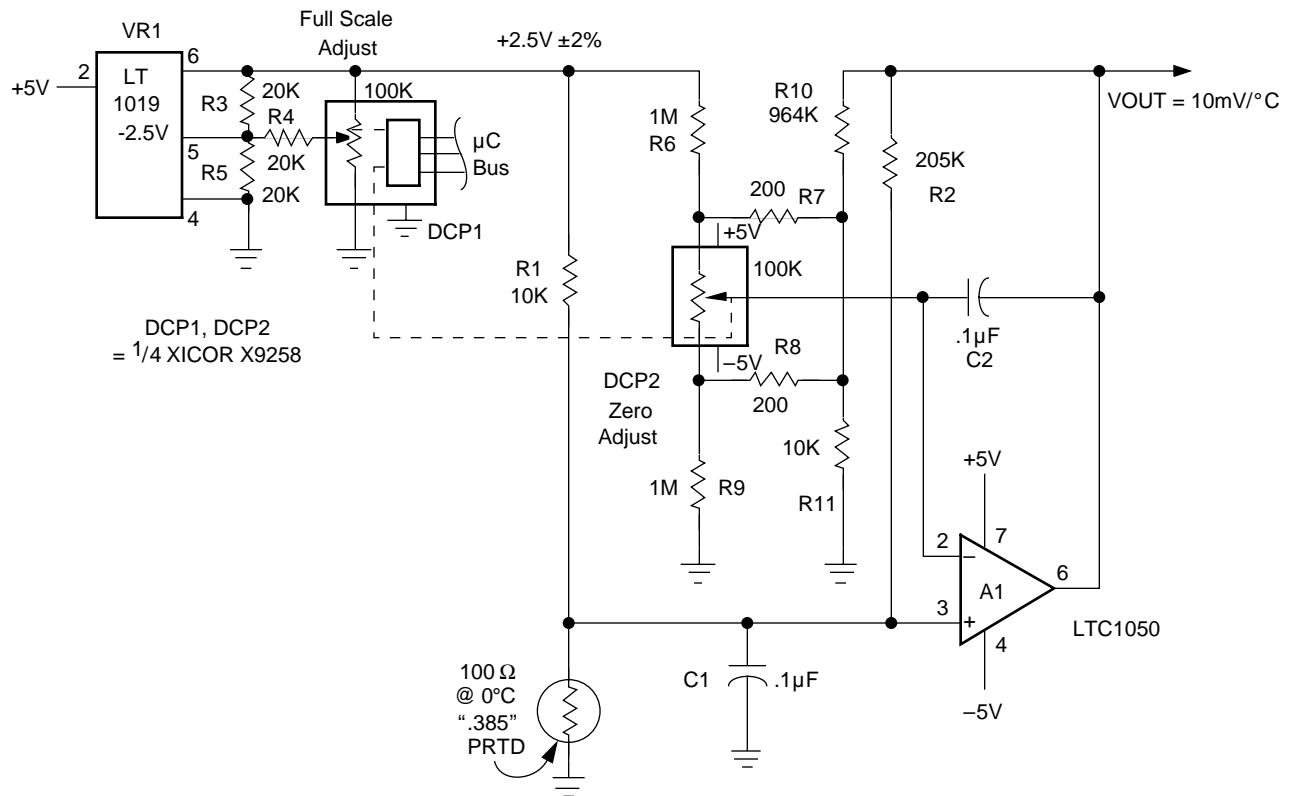 VR1
Full Scale
Adjust
+2.5V ±2%
+5V
2
LT
1019
-2.5V
6
5
4
R3
20K
R4
20K
R5
20K
100K
µC
Bus
DCP1
DCP1, DCP2
= 1/4 XICOR X9258
R1
10K
1M
R6
200
R7
+5V
100K
–5V
R8
200
DCP2
Zero
Adjust
1M
R9
R10
964K
10K
R11
205K
R2
VOUT = 10mV/°C
.1µF
C2
+5V
7
2
–
A1
6
3
+
4
–5V
LTC1050
C1
.1µF
100 Ω
@ 0°C
“.385”
PRTD